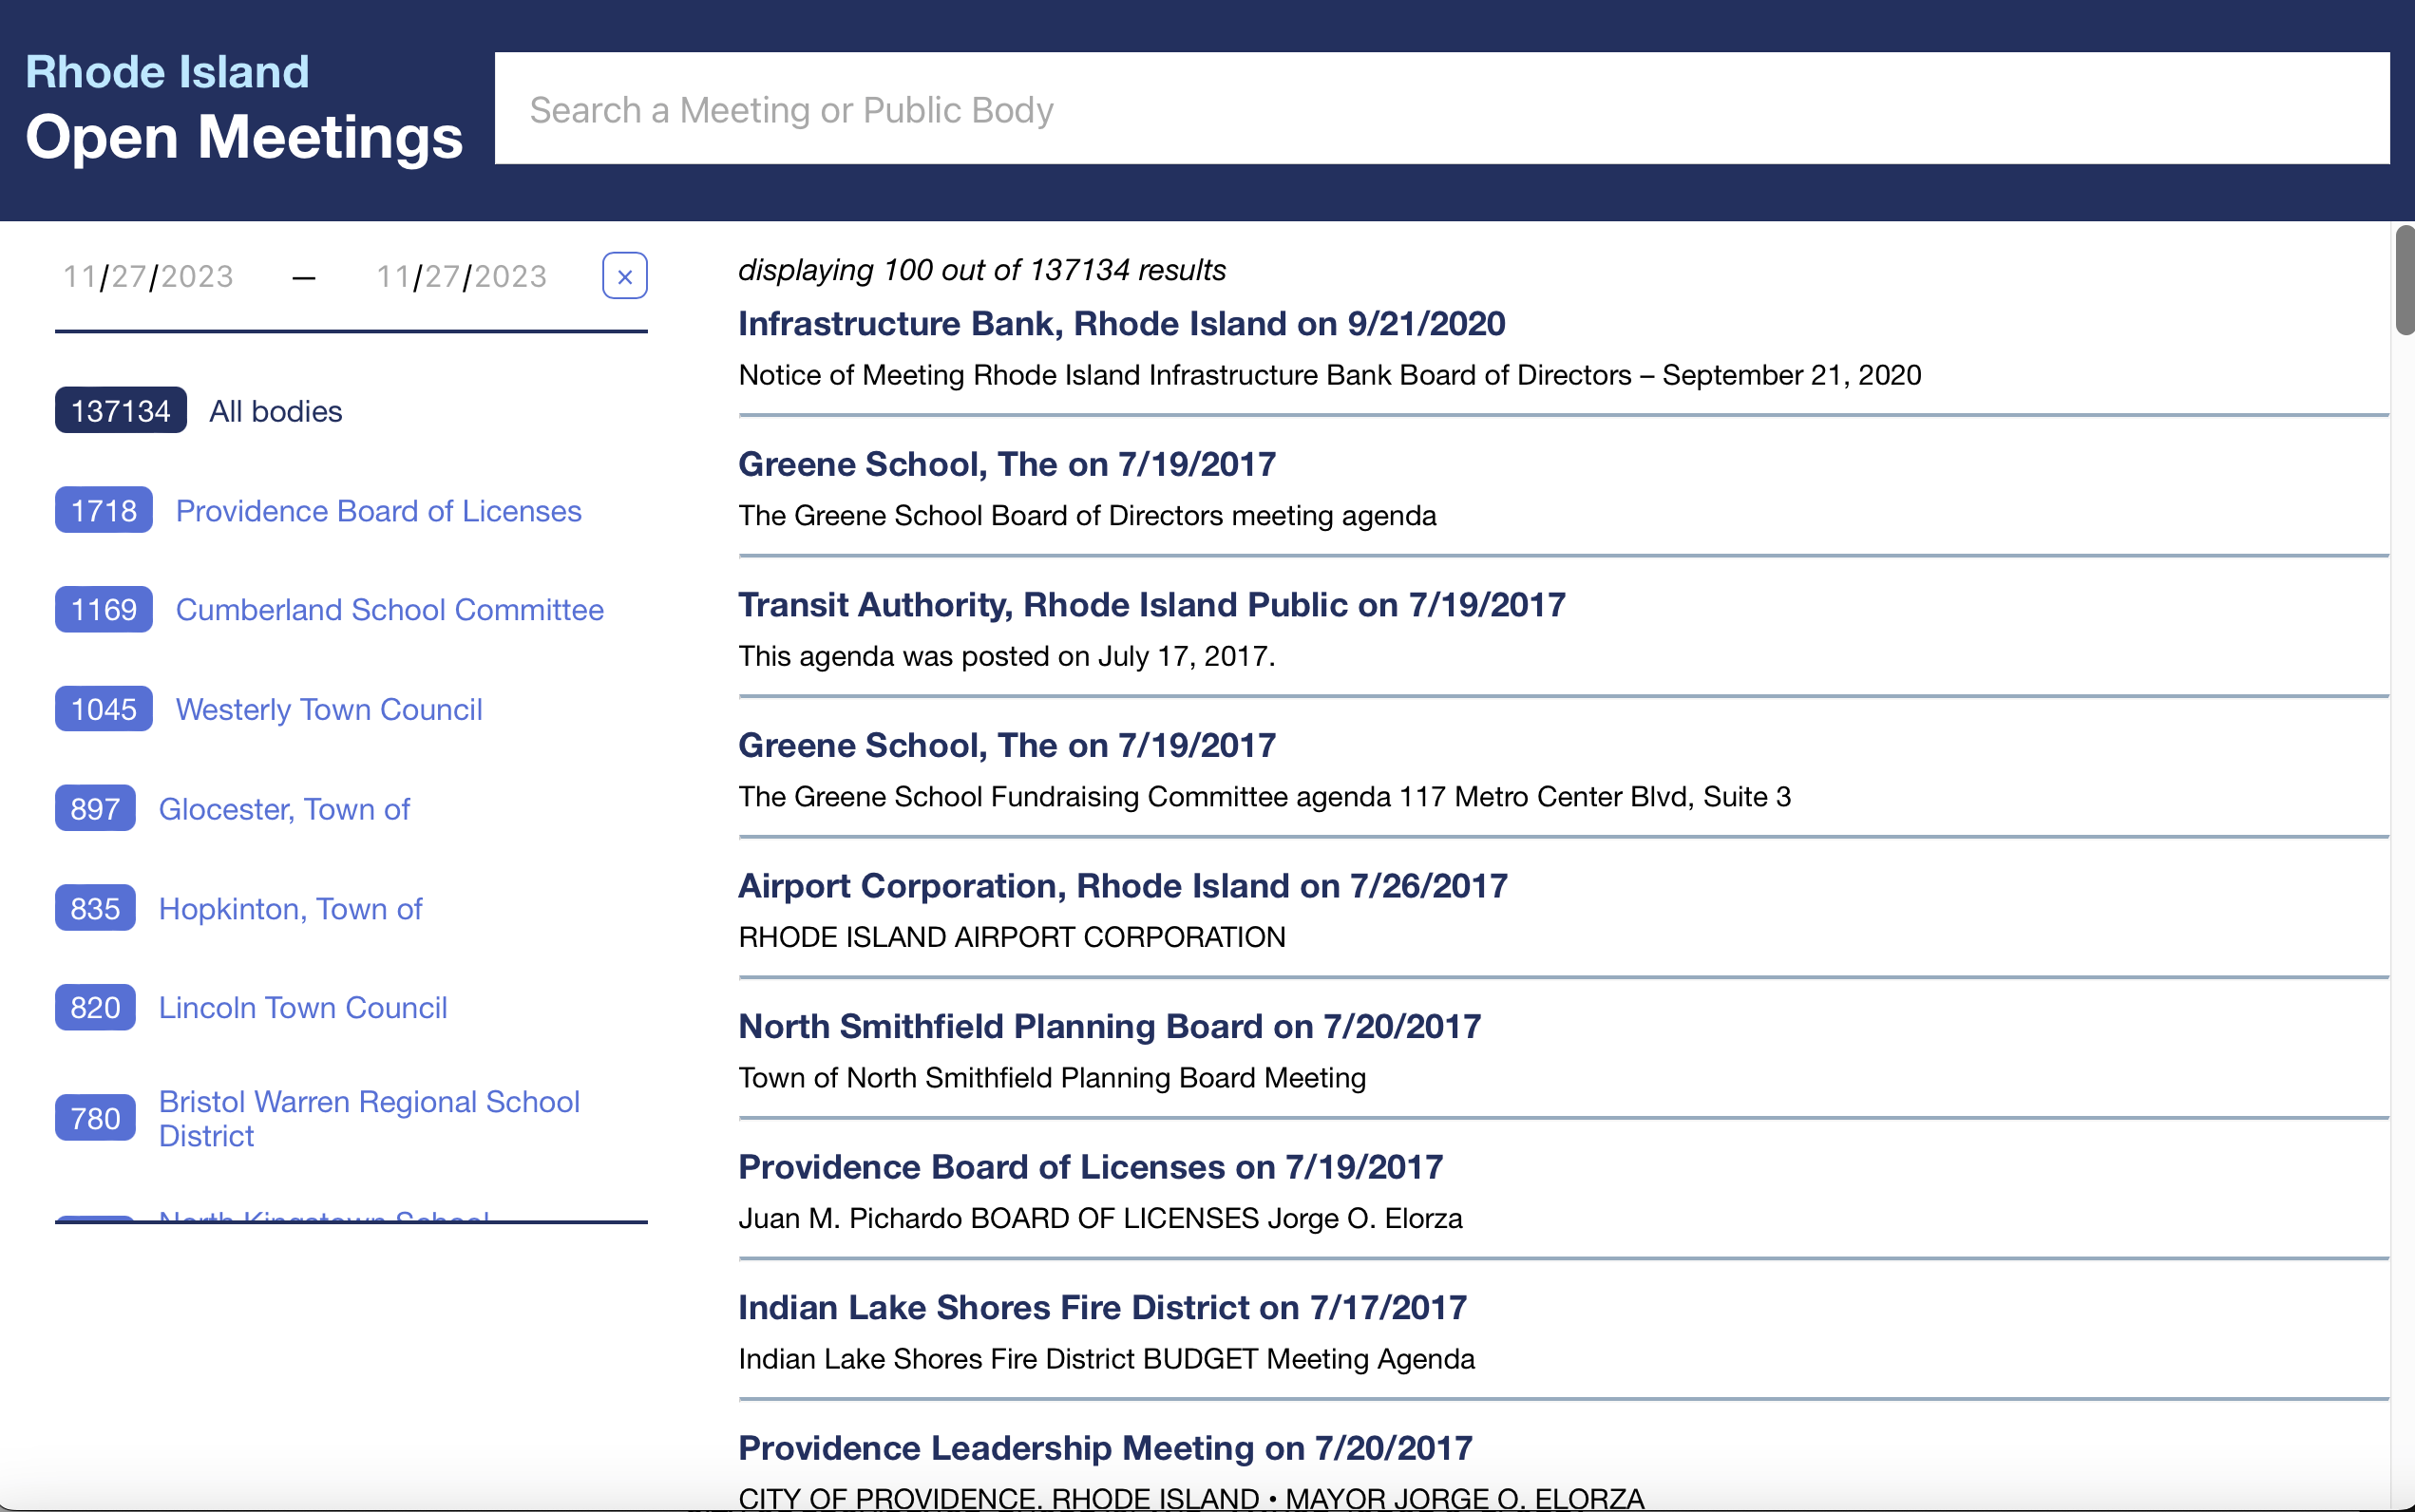 Rhode Island
Open Meetings
Search a Meeting or Public Body
11/27/2023 — 11/27/2023 ×
137134 All bodies
1718 Providence Board of Licenses
1169 Cumberland School Committee
1045 Westerly Town Council
897 Glocester, Town of
835 Hopkinton, Town of
820 Lincoln Town Council
780 Bristol Warren Regional School
District
North Kingstown School
displaying 100 out of 137134 results
Infrastructure Bank, Rhode Island on 9/21/2020
Notice of Meeting Rhode Island Infrastructure Bank Board of Directors – September 21, 2020
Greene School, The on 7/19/2017
The Greene School Board of Directors meeting agenda
Transit Authority, Rhode Island Public on 7/19/2017
This agenda was posted on July 17, 2017.
Greene School, The on 7/19/2017
The Greene School Fundraising Committee agenda 117 Metro Center Blvd, Suite 3
Airport Corporation, Rhode Island on 7/26/2017
RHODE ISLAND AIRPORT CORPORATION
North Smithfield Planning Board on 7/20/2017
Town of North Smithfield Planning Board Meeting
Providence Board of Licenses on 7/19/2017
Juan M. Pichardo BOARD OF LICENSES Jorge O. Elorza
Indian Lake Shores Fire District on 7/17/2017
Indian Lake Shores Fire District BUDGET Meeting Agenda
Providence Leadership Meeting on 7/20/2017
CITY OF PROVIDENCE, RHODE ISLAND • MAYOR JORGE O. ELORZA